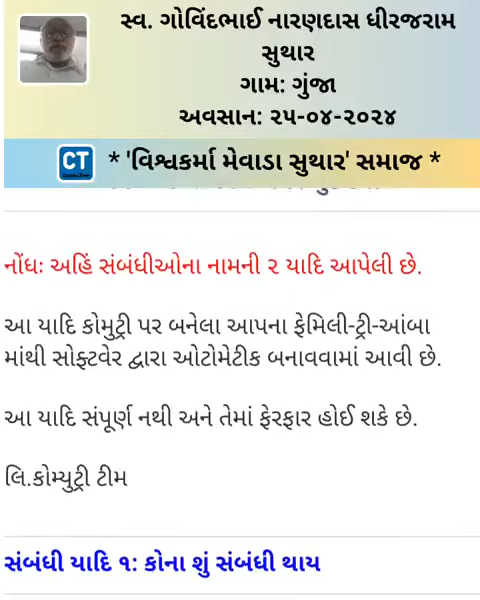 સ્વ. ગોવિંદભાઈ નારણદાસ ધીરજરામ
સુથાર
ગામ: ગુંજા
અવસાન: ૨૫-૦૪-૨૦૨૪
CT * 'વિશ્વકર્મા મેવાડા સુથાર' સમાજ *
નોંધ: અહિં સંબંધીઓના નામની ૨ યાદિ આપેલી છે.
આ યાદિ કોમુટ્રી પર બનેલા આપના ફેમિલી-ટ્રી-આંબા
માંથી સોફ્ટવેર દ્વારા ઓટોમેટીક બનાવવામાં આવી છે.
આ યાદિ સંપૂર્ણ નથી અને તેમાં ફેરફાર હોઈ શકે છે.
લિ.કોમ્યુટ્રી ટીમ
સંબંધી યાદિ ૧: કોના શું સંબંધી થાય